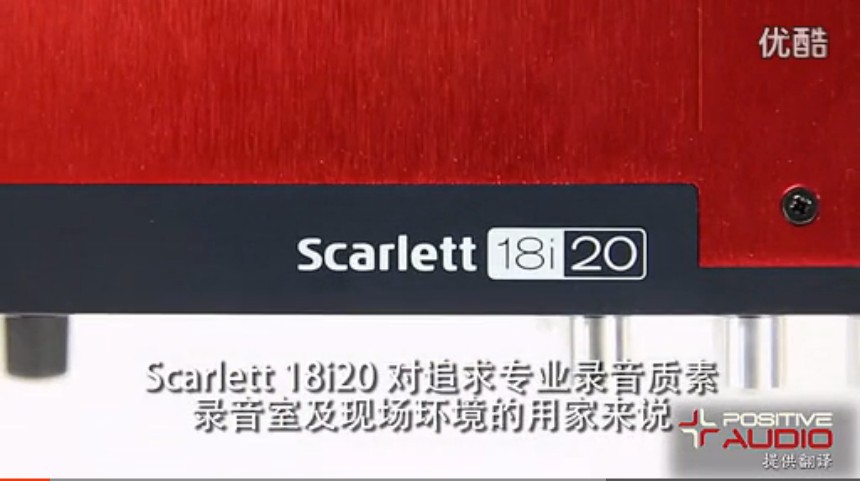 优酷
Scarlett 18i20
Scarlett 18i20 对追求专业录音质素
录音室及现场环境的用家来说
POSITIVE
AUDIO
提供翻译